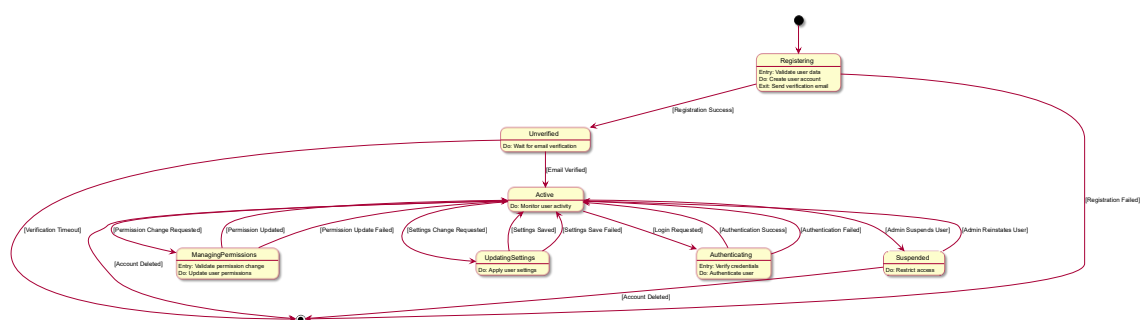 Registering
Entry: Validate user data
Do: Create user account
Exit: Send verification email
[Registration Success]
Unverified
Do: Wait for email verification
[Email Verified]
Active
Do: Monitor user activity
[Registration Failed]
[Verification Timeout]
[Permission Change Requested]
[Permission Updated]
[Permission Update Failed]
[Settings Change Requested]
[Settings Saved]
[Settings Save Failed]
[Login Requested]
[Authentication Success]
[Authentication Failed]
[Admin Suspends User]
[Admin Reinstates User]
ManagingPermissions
Entry: Validate permission change
Do: Update user permissions
UpdatingSettings
Do: Apply user settings
Authenticating
Entry: Verify credentials
Do: Authenticate user
Suspended
Do: Restrict access
[Account Deleted]
[Account Deleted]